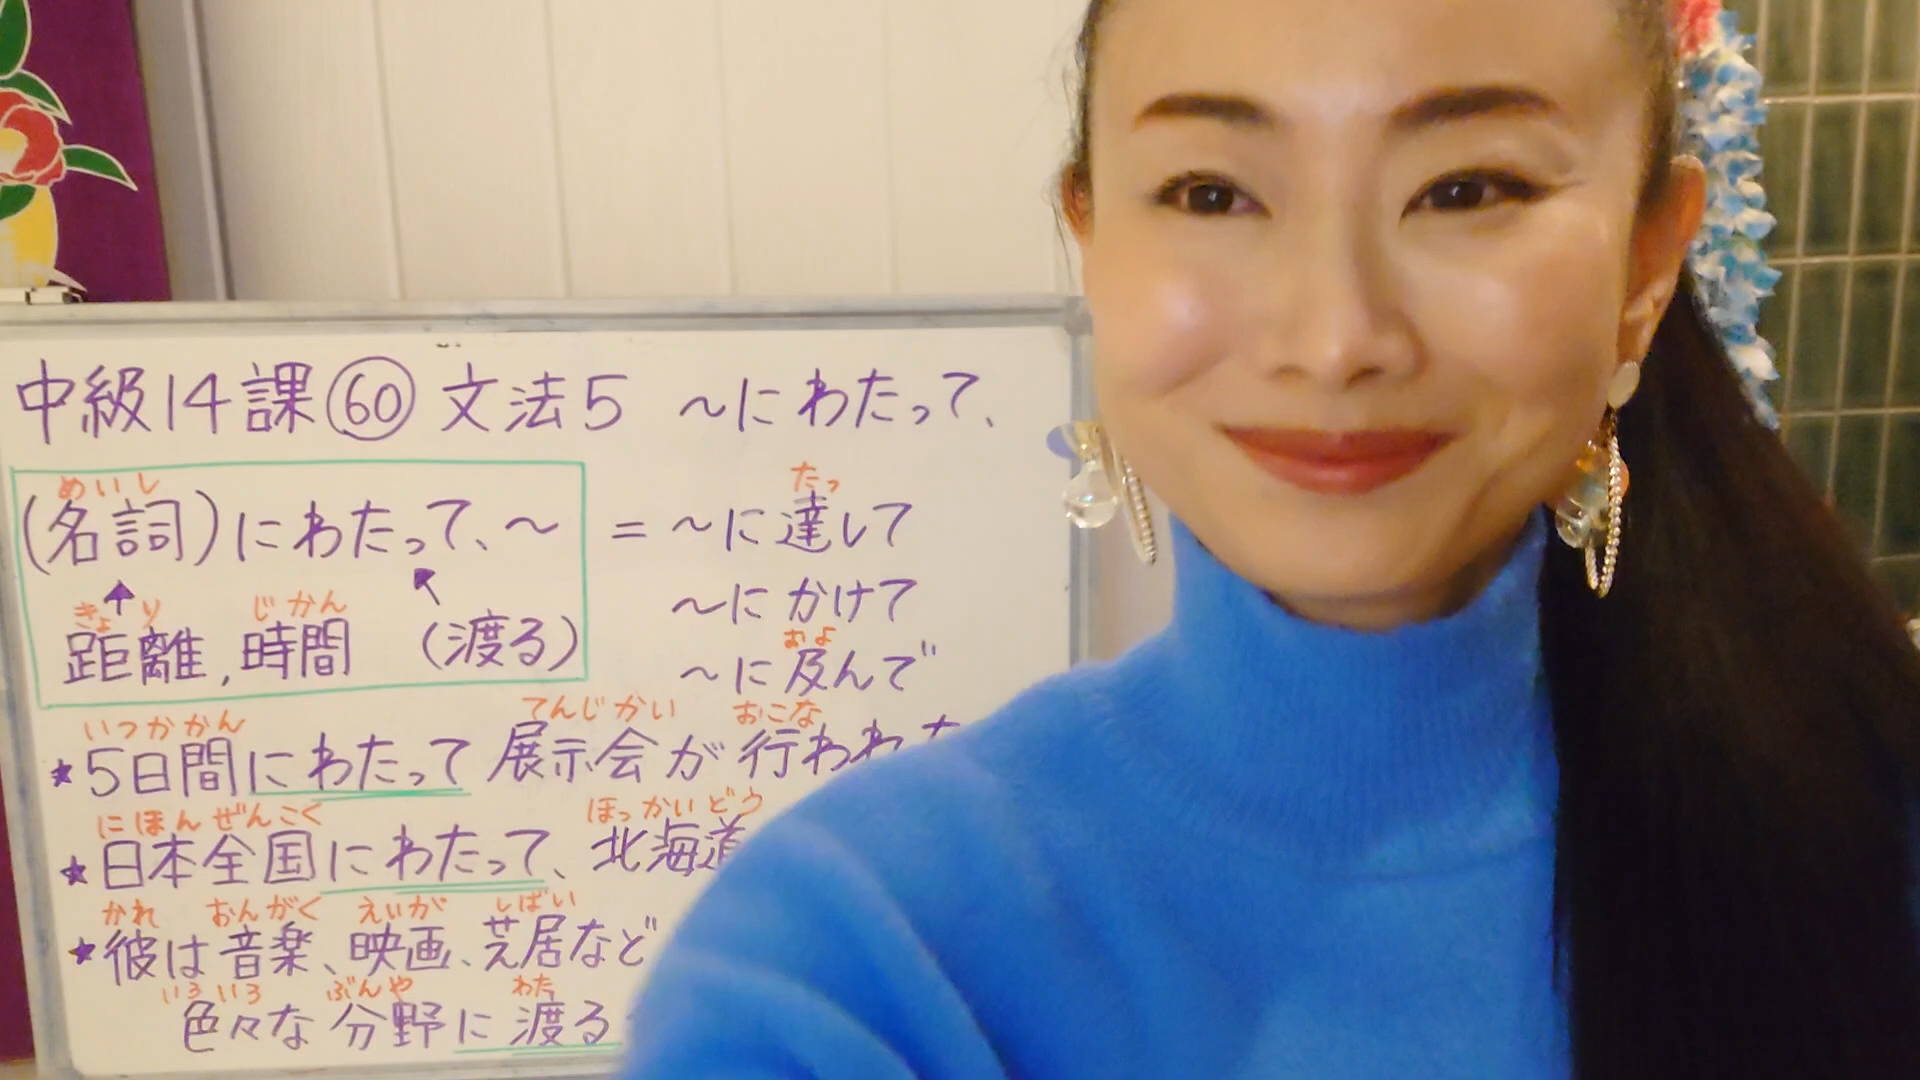 中級14課㊿文法5 ～にわたって、
めいし
(名詞)にわたって、～
きょり じかん
距離,時間 (渡る)
たっ
= ～に達して
～にかけて
およ
～に及んで
いつかかん てんじかい おこな
★5日間にわたって展示会が行われた
にほんぜんこく ほっかいどう
★日本全国にわたって、北海道
かれ おんがく えいが しばい
★彼は音楽、映画、芝居など
いろいろ ぶんや わた
色々な分野に渡る